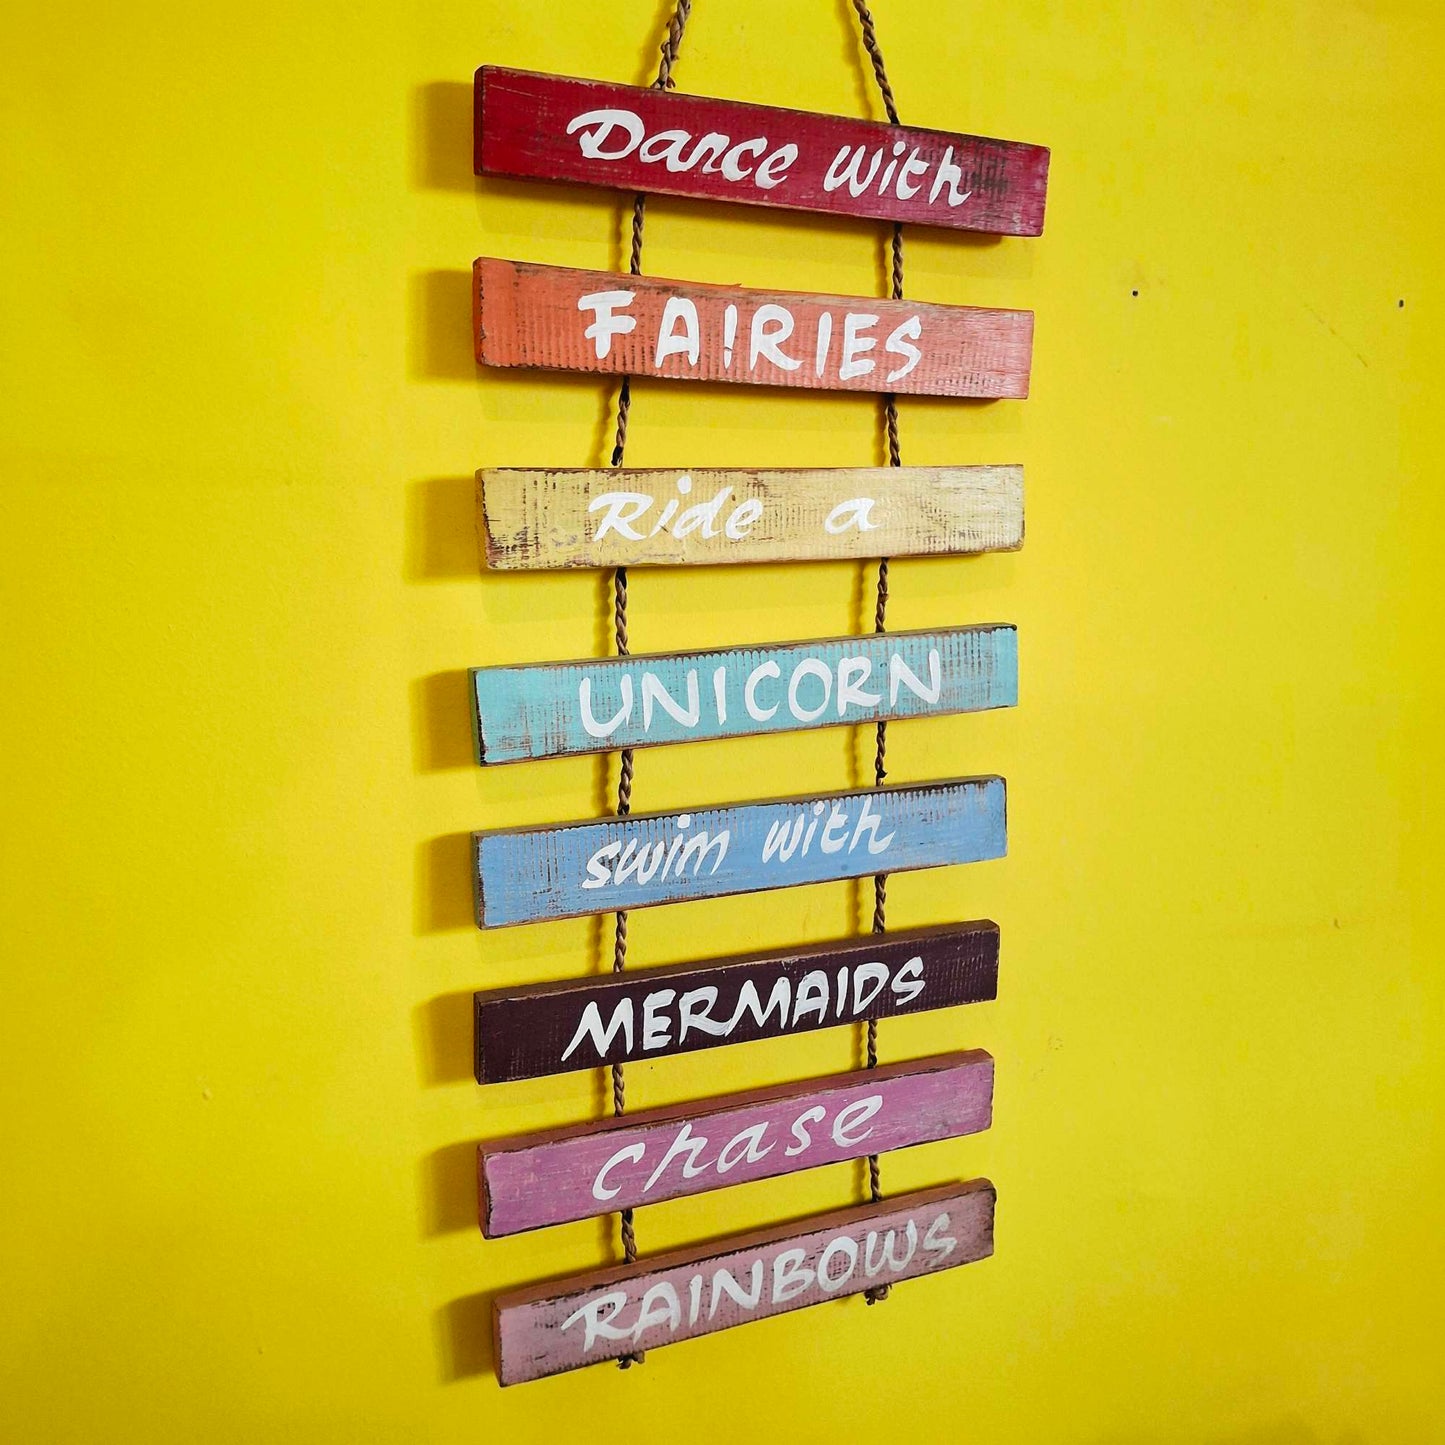 Dance with
FAIRIES
Ride a
UNICORN
swim with
MERMAIDS
chase
RAINBOWS